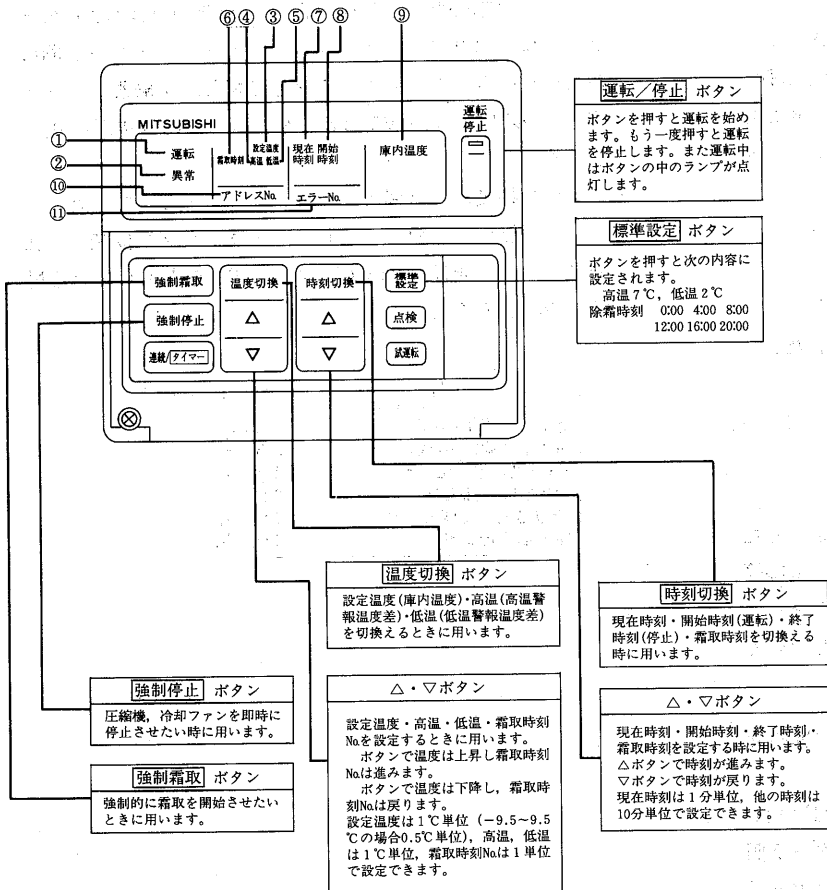 ⑥ ④ ③ ⑤ ⑦ ⑧ ⑨
MITSUBISHI
① 運転
② 異常
⑩
⑪
設定温度
霜取時刻 高温 低温
現在 開始
時刻 時刻
庫内温度
アドレスNo. エラーNo.
運転
停止
強制霜取
強制停止
連続/タイマー
温度切換
△
▽
時刻切換
△
▽
標準
設定
点検
試運転
運転/停止 ボタン
ボタンを押すと運転を始め
ます。もう一度押すと運転
を停止します。また運転中
はボタンの中のランプが点
灯します。
標準設定 ボタン
ボタンを押すと次の内容に
設定されます。
高温7℃, 低温2℃
除霜時刻 0:00 4:00 8:00
12:00 16:00 20:00
温度切換 ボタン
設定温度(庫内温度)・高温(高温警
報温度差)・低温(低温警報温度差)
を切換えるときに用います。
時刻切換 ボタン
現在時刻・開始時刻(運転)・終了
時刻(停止)・霜取時刻を切換える
時に用います。
強制停止 ボタン
圧縮機, 冷却ファンを即時に
停止させたい時に用います。
強制霜取 ボタン
強制的に霜取を開始させたい
ときに用います。
△・▽ボタン
設定温度・高温・低温・霜取時刻
No.を設定するときに用います。
ボタンで温度は上昇し霜取時刻
No.は進みます。
ボタンで温度は下降し, 霜取時
刻No.は戻ります。
設定温度は1℃単位 (−9.5~9.5
℃の場合0.5℃単位), 高温, 低温
は1℃単位, 霜取時刻No.は1単位
で設定できます。
△・▽ボタン
現在時刻・開始時刻・終了時刻・
霜取時刻を設定する時に用います。
△ボタンで時刻が進みます。
▽ボタンで時刻が戻ります。
現在時刻は1分単位, 他の時刻は
10分単位で設定できます。